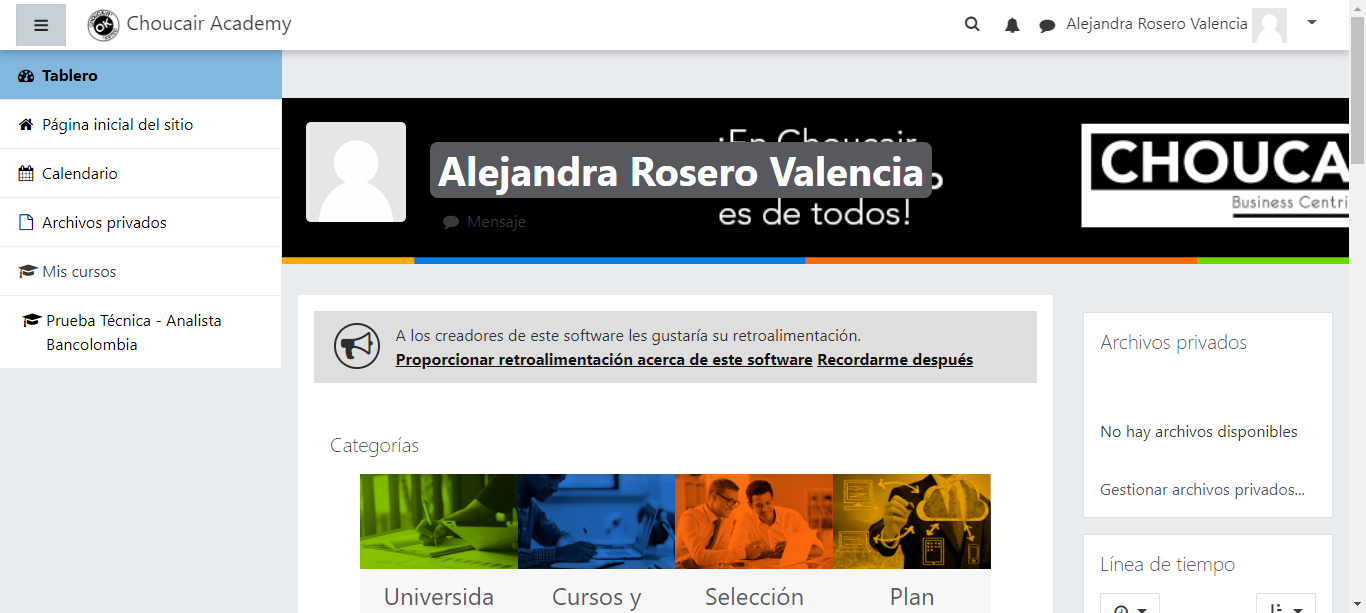 Choucair Academy
Alejandra Rosero Valencia
Tablero
Página inicial del sitio
Calendario
Archivos privados
Mis cursos
Prueba Técnica - Analista
Bancolombia
¡En Choucair
Alejandra Rosero Valencia
es de todos!
Mensaje
CHOUCA
Business Centri
A los creadores de este software les gustaría su retroalimentación.
Proporcionar retroalimentación acerca de este software Recordarme después
Categorías
Universida
Cursos y
Selección
Plan
Archivos privados
No hay archivos disponibles
Gestionar archivos privados...
Línea de tiempo